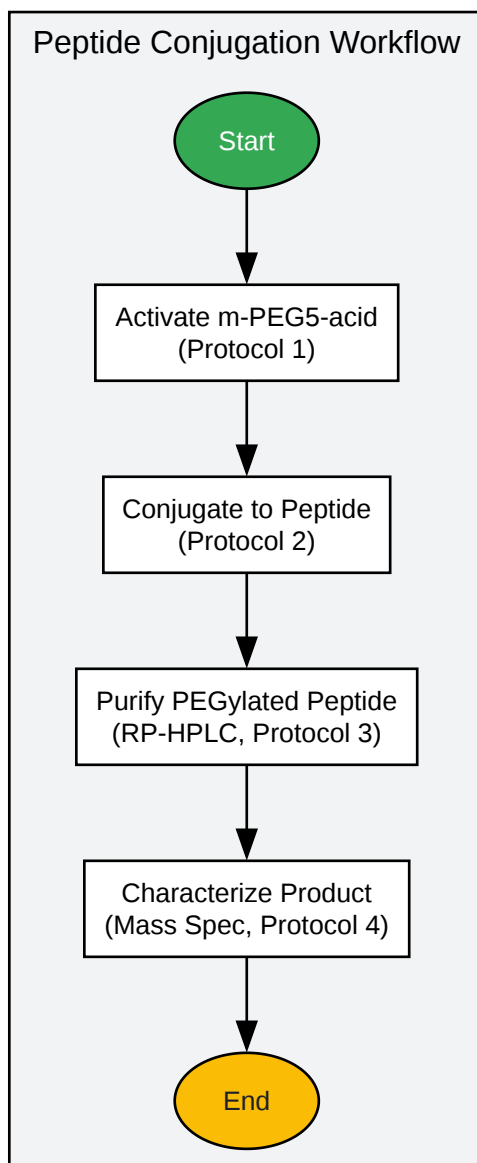 Peptide Conjugation Workflow
Start
Activate m-PEG5-acid
(Protocol 1)
Conjugate to Peptide
(Protocol 2)
Purify PEGylated Peptide
(RP-HPLC, Protocol 3)
Characterize Product
(Mass Spec, Protocol 4)
End